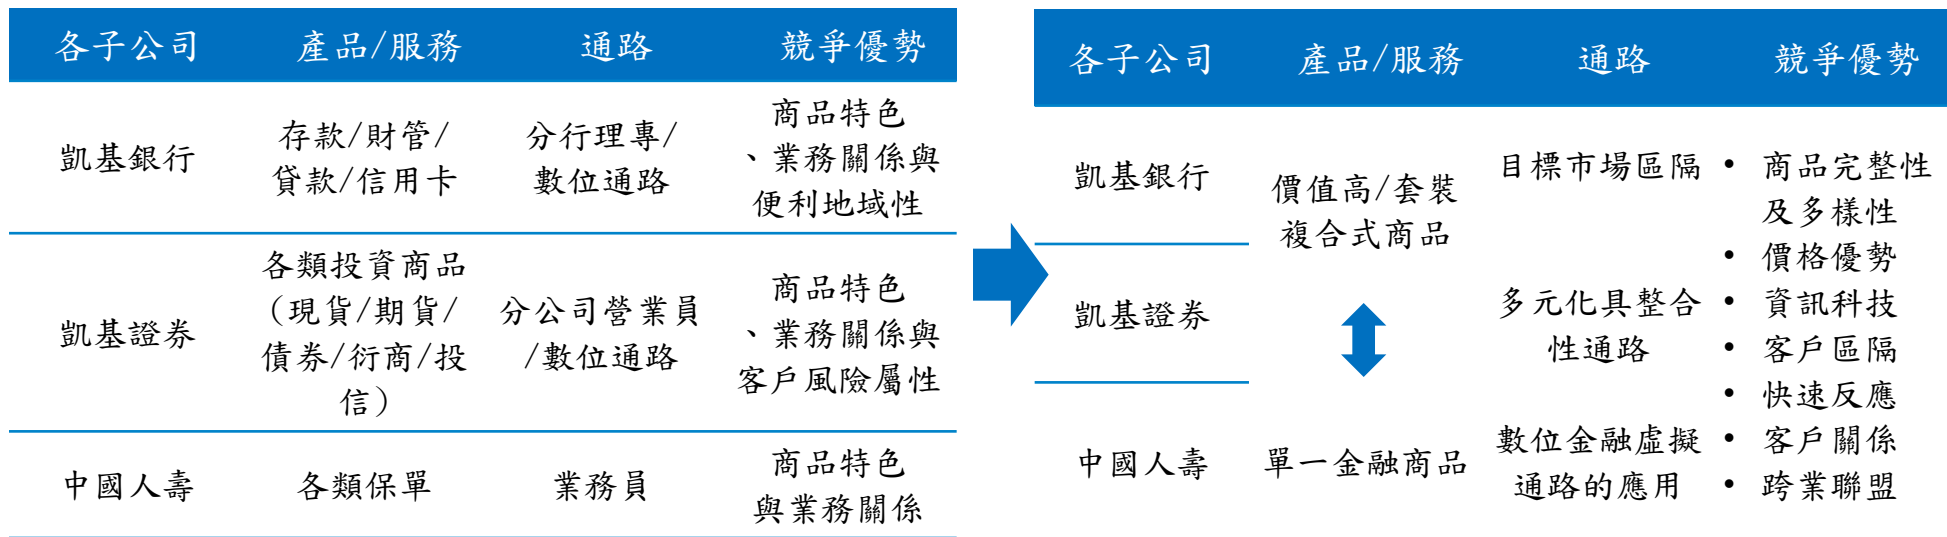 各子公司 產品/服務 通路 競爭優勢
凱基銀行
存款/財管/
貸款/信用卡
分行理專/
數位通路
商品特色
、業務關係與
便利地域性
凱基證券
各類投資商品
(現貨/期貨/
債券/衍商/投
信)
分公司營業員
/數位通路
商品特色
、業務關係與
客戶風險屬性
中國人壽
各類保單
業務員
商品特色
與業務關係
各子公司 產品/服務 通路 競爭優勢
凱基銀行
凱基證券
中國人壽
價值高/套裝
複合式商品
單一金融商品
目標市場區隔
多元化具整合
性通路
數位金融虛擬
通路的應用
• 商品完整性
及多樣性
• 價格優勢
• 資訊科技
• 客戶區隔
• 快速反應
• 客戶關係
• 跨業聯盟